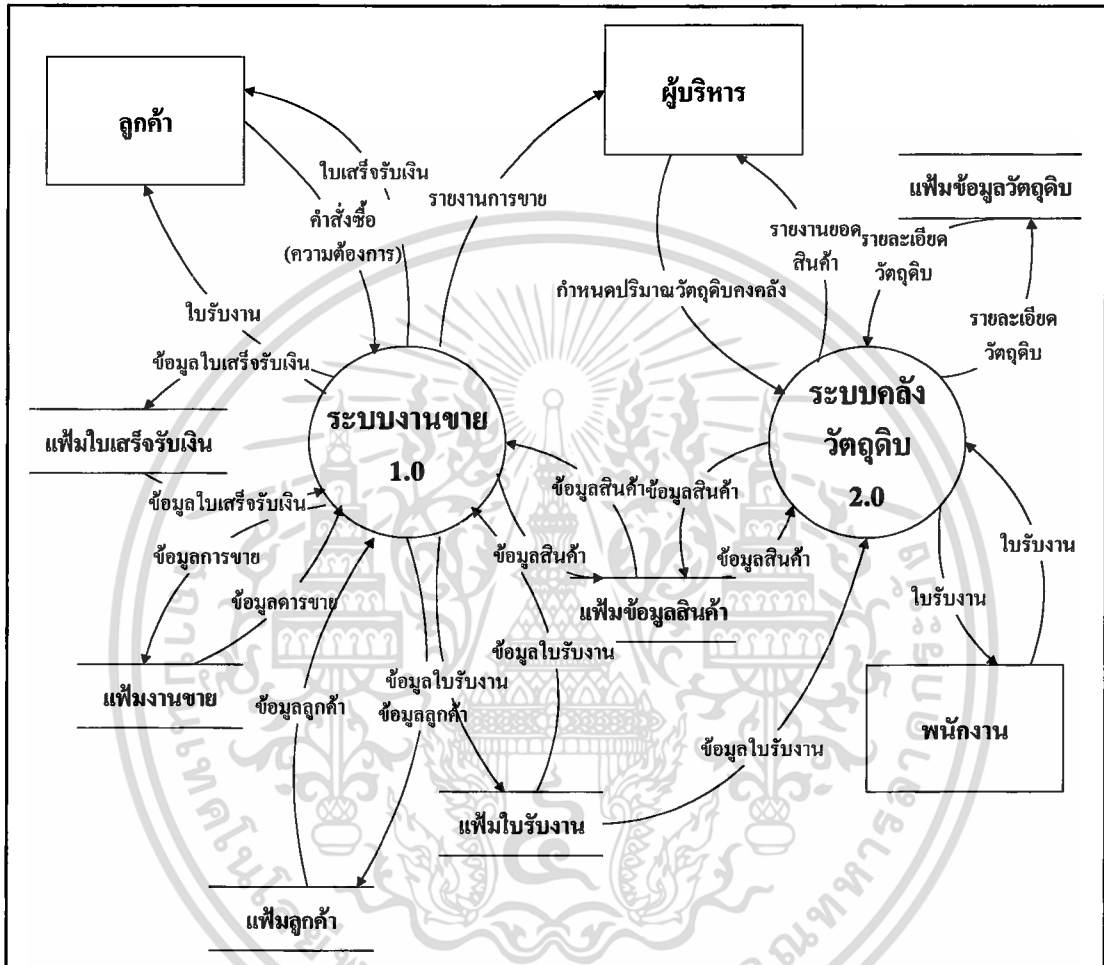 ลูกค้า
ผู้บริหาร
ใบเสร็จรับเงิน
แฟ้มข้อมูลวัตถุดิบ
รายงานการขาย
คำสั่งซื้อ
(ความต้องการ)
รายงานยอด
สินค้า
รายละเอียด
วัตถุดิบ
กำหนดปริมาณวัตถุดิบคงคลัง
ใบรับงาน
รายละเอียด
วัตถุดิบ
ข้อมูลใบเสร็จรับเงิน
ระบบงานขาย
1.0
ระบบคลัง
วัตถุดิบ
2.0
แฟ้มใบเสร็จรับเงิน
ข้อมูลใบเสร็จรับเงิน
ข้อมูลสินค้า
ข้อมูลสินค้า
ข้อมูลการขาย
ข้อมูลสินค้า
ข้อมูลสินค้า
ใบรับงาน
ข้อมูลดารขาย
แฟ้มข้อมูลสินค้า
ใบรับงาน
ข้อมูลใบรับงาน
แฟ้มงานขาย
ข้อมูลลูกค้า
ข้อมูลใบรับงาน
ข้อมูลลูกค้า
พนักงาน
ข้อมูลใบรับงาน
แฟ้มใบรับงาน
แฟ้มลูกค้า